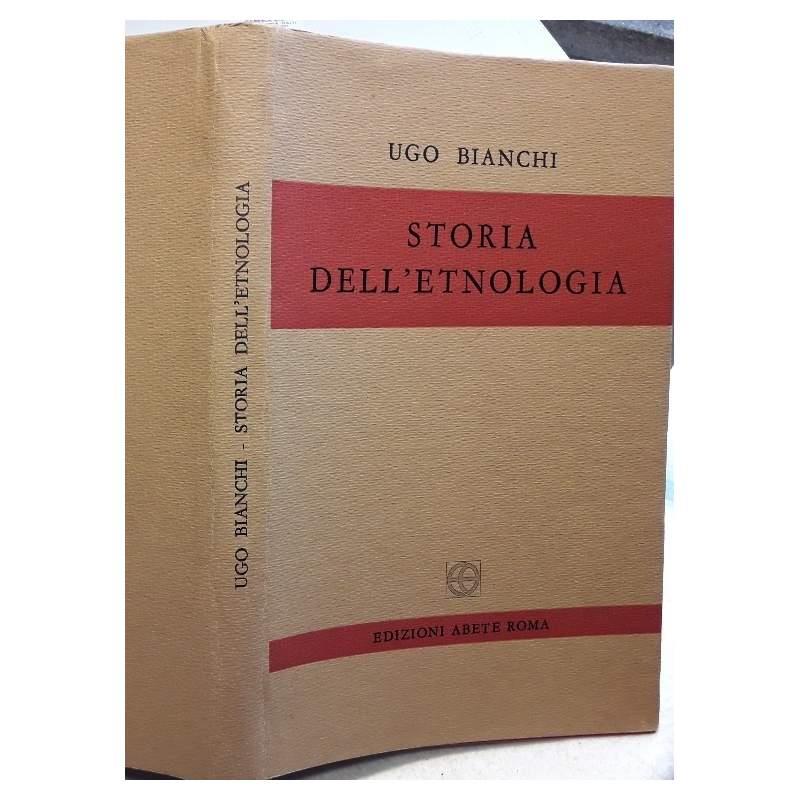 UGO BIANCHI
STORIA
DELL'ETNOLOGIA
EDIZIONI ABETE ROMA
UGO BIANCHI - STORIA DELL'ETNOLOGIA